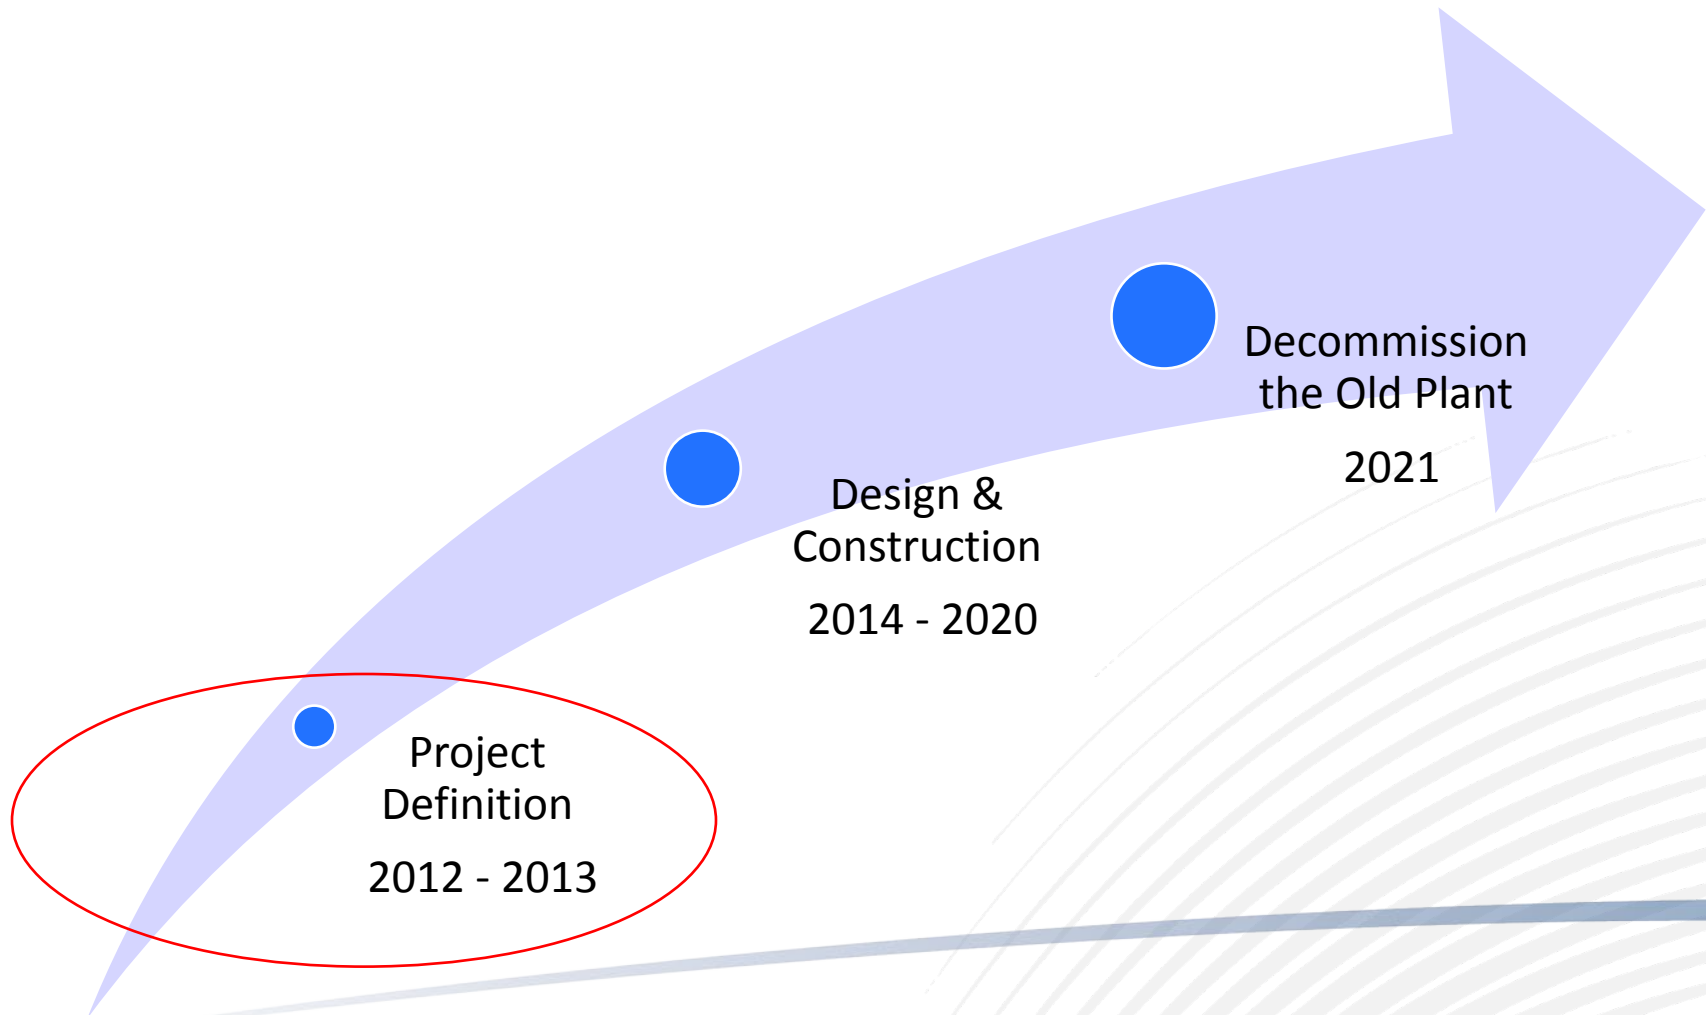 Project
Definition
2012 - 2013
Design &
Construction
2014 - 2020
Decommission
the Old Plant
2021